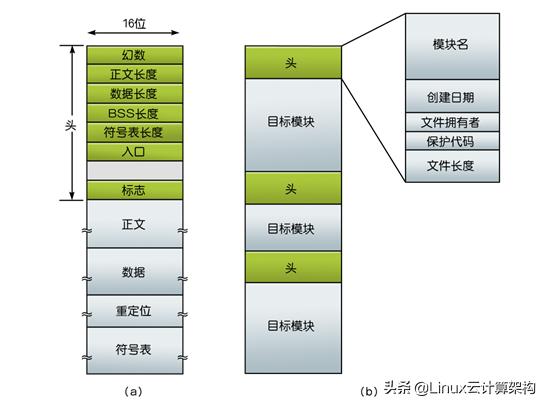 16位
头
幻数
正文长度
数据长度
BSS长度
符号表长度
入口
标志
正文
数据
重定位
符号表
(a)
头
目标模块
头
目标模块
头
目标模块
(b)
模块名
创建日期
文件拥有者
保护代码
文件长度
头条 @Linux云计算架构